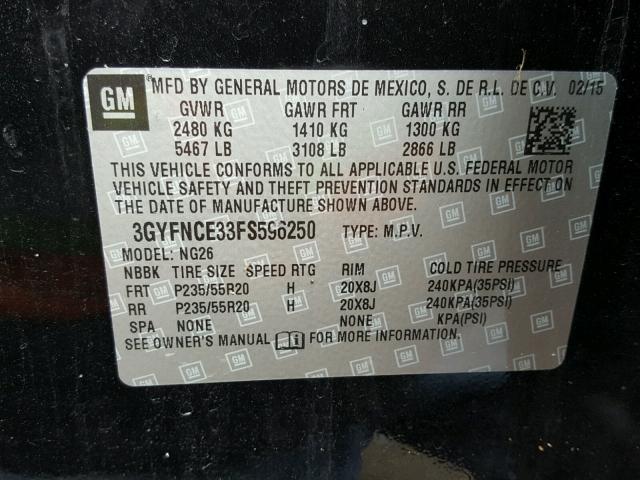 GM
MFD BY GENERAL MOTORS DE MEXICO, S. DE R.L. DE C.V. 02/15
GVWR GAWR FRT GAWR RR
2480 KG 1410 KG 1300 KG
5467 LB 3108 LB 2866 LB
THIS VEHICLE CONFORMS TO ALL APPLICABLE U.S. FEDERAL MOTOR
VEHICLE SAFETY AND THEFT PREVENTION STANDARDS IN EFFECT ON
THE DATE OF MANUFACTURE SHOWN ABOVE.
TYPE: M.P.V.
MODEL: NG26
NBBK TIRE SIZE SPEED RTG RIM COLD TIRE PRESSURE
FRT P235/55R20 H 20X8J 240KPA(35PSI)
RR P235/55R20 H 20X8J 240KPA(35PSI)
SPA NONE NONE KPA(PSI)
SEE OWNER'S MANUAL FOR MORE INFORMATION.